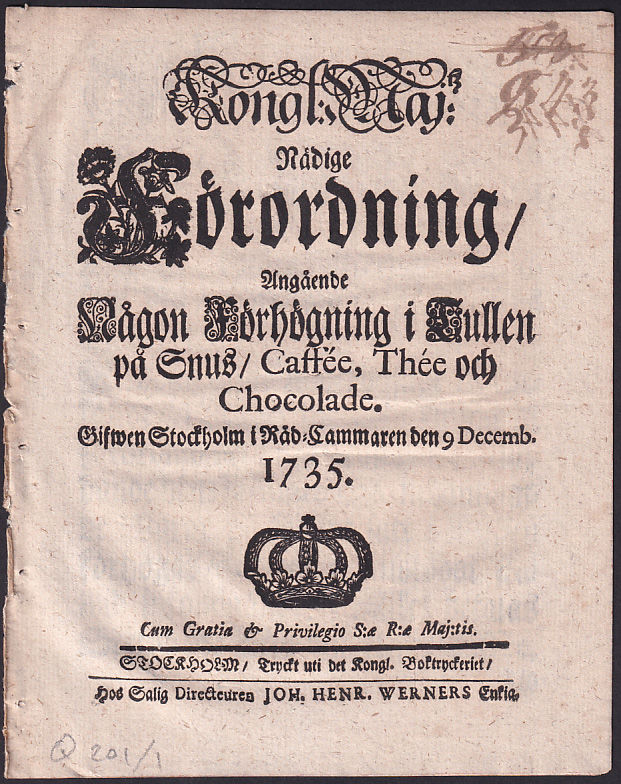 Kongl: Maj:tz
Nådige
Förordning/
Angående
Någon Förhögning i Tullen
på Snus/ Caffée, Thée och
Chocolade.
Gifwen Stockholm i Råd-Cammaren den 9 Decemb.
1735.
Cum Gratia & Privilegio S:æ R:æ Maj:tis.
STOCKHOLM/ Tryckt uti det Kongl. Boktryckeriet/
Hos Salig Directeuren JOH. HENR. WERNERS Enkia.
Q 201/1